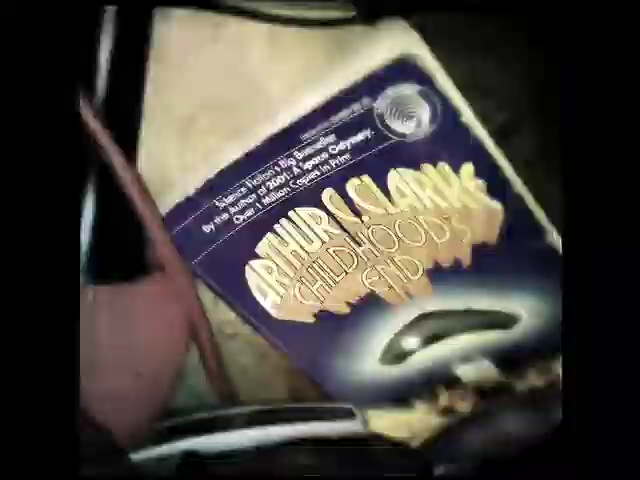 Science Fiction's Big Bestseller
by the Author of 2001: A Space Odyssey.
Over 1 Million Copies in Print
ARTHUR C. CLARKE
CHILDHOOD'S
END